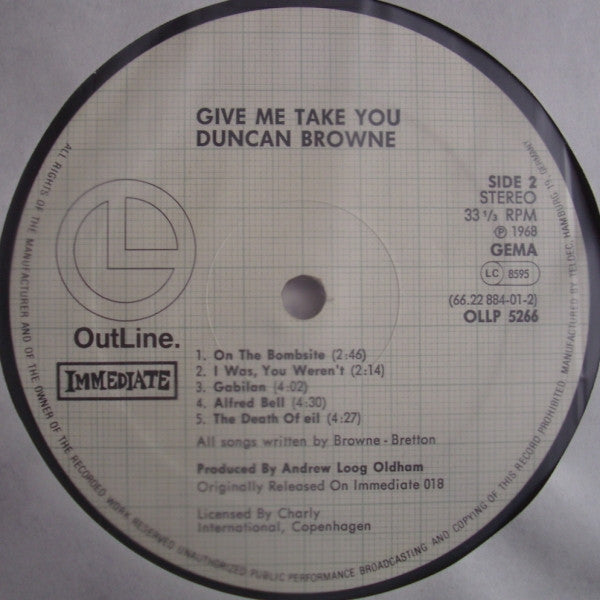 GIVE ME TAKE YOU
DUNCAN BROWNE
SIDE 2
STEREO
33 1/3 RPM
Ⓟ 1968
GEMA
LC 8595
(66.22 884-01-2)
OLLP 5266
OutLine.
IMMEDIATE
1. On The Bombsite (2:46)
2. I Was, You Weren't (2:14)
3. Gabilan (4:02)
4. Alfred Bell (4:30)
5. The Death Of eil (4:27)
All songs written by Browne - Bretton
Produced By Andrew Loog Oldham
Originally Released On Immediate 018
Licensed By Charly
International, Copenhagen
ALL RIGHTS OF THE MANUFACTURER AND OF THE OWNER OF THE RECORDED WORK RESERVED UNAUTHORIZED PUBLIC PERFORMANCE BROADCASTING AND COPYING OF THIS RECORD PROHIBITED. MANUFACTURED BY TELDEC, HAMBURG 19, GERMANY